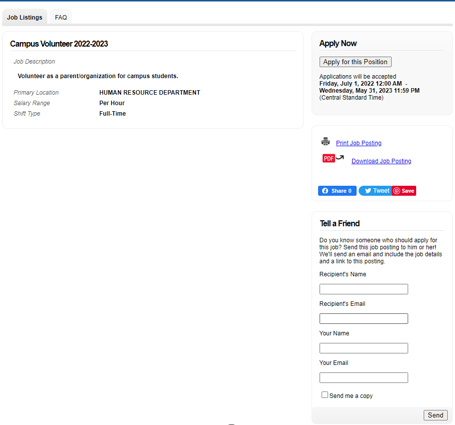 Job Listings
FAQ
Campus Volunteer 2022-2023
Job Description
Volunteer as a parent/organization for campus students.
Primary Location HUMAN RESOURCE DEPARTMENT
Salary Range Per Hour
Shift Type Full-Time
Apply Now
Apply for this Position
Applications will be accepted
Friday, July 1, 2022 12:00 AM -
Wednesday, May 31, 2023 11:59 PM
(Central Standard Time)
Print Job Posting
PDF Download Job Posting
Share 0 Tweet Save
Tell a Friend
Do you know someone who should apply for
this job? Send this job posting to him or her!
We'll send an email and include the job details
and a link to this posting.
Recipient's Name
Recipient's Email
Your Name
Your Email
Send me a copy
Send